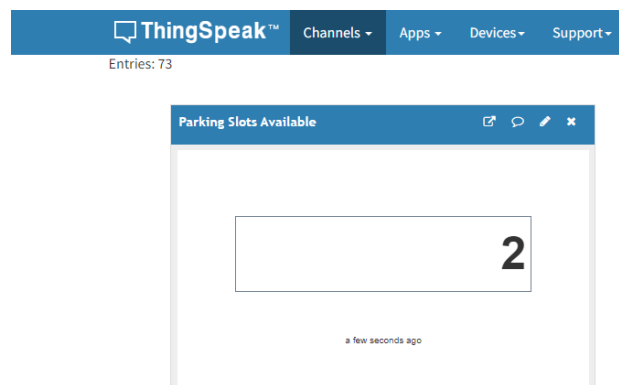 ThingSpeak™ Channels Apps Devices Support
Entries: 73
Parking Slots Available
2
a few seconds ago